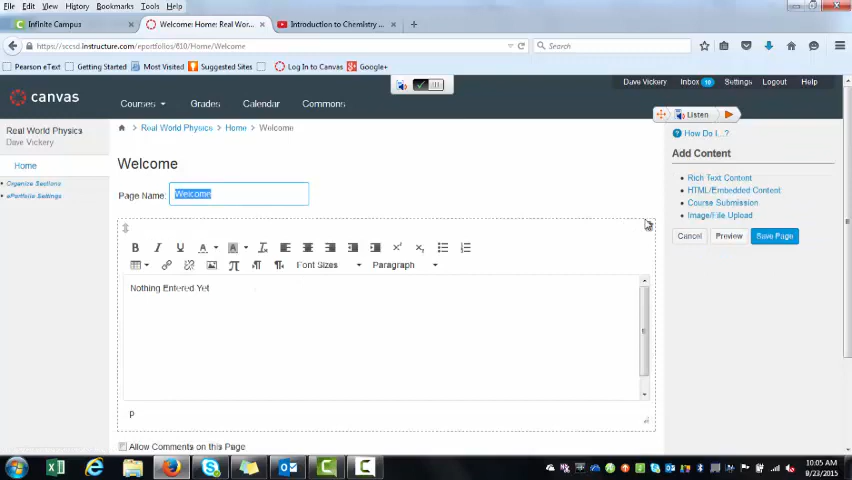 File Edit View History Bookmarks Tools Help
Infinite Campus × Welcome: Home: Real Wor... × Introduction to Chemistry ... × +
https://sccsd.instructure.com/eportfolios/610/Home/Welcome Search
Pearson eText Getting Started Most Visited Suggested Sites Log In to Canvas Google+
Dave Vickery Inbox 10 Settings Logout Help
canvas Courses Grades Calendar Commons
Listen
Real World Physics
Dave Vickery
Home
Organize Sections
ePortfolio Settings
Real World Physics > Home > Welcome
Welcome
Page Name: Welcome
B I U A A
Font Sizes Paragraph
Nothing Entered Yet
p
Allow Comments on this Page
How Do I...?
Add Content
Rich Text Content
HTML/Embedded Content
Course Submission
Image/File Upload
Cancel Preview Save Page
10:05 AM
8/23/2015